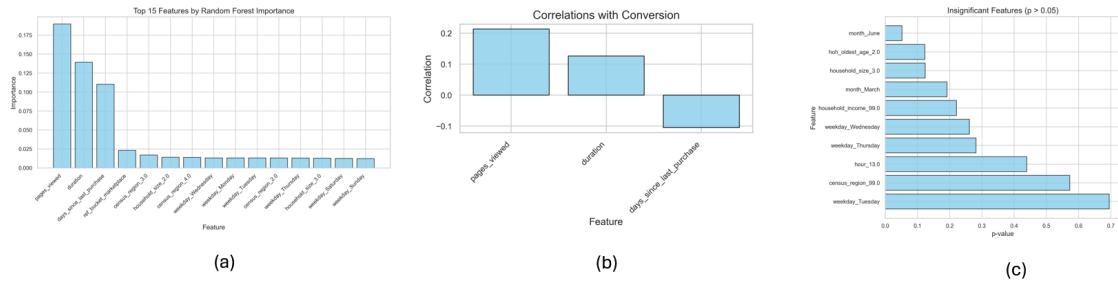 Top 15 Features by Random Forest Importance
Importance
0.175
0.150
0.125
0.100
0.075
0.050
0.025
0.000
pages_viewed
duration
days_since_last_purchase
ref_bucket_marketplace
census_region_3.0
household_size_2.0
census_region_4.0
weekday_Wednesday
weekday_Monday
weekday_Tuesday
census_region_2.0
weekday_Thursday
household_size_3.0
weekday_Saturday
weekday_Sunday
Feature
(a)
Correlations with Conversion
Correlation
0.2
0.1
0.0
−0.1
pages_viewed
duration
days_since_last_purchase
Feature
(b)
Insignificant Features (p > 0.05)
Feature
month_June
hoh_oldest_age_2.0
household_size_3.0
month_March
household_income_99.0
weekday_Wednesday
weekday_Thursday
hour_13.0
census_region_99.0
weekday_Tuesday
0.0 0.1 0.2 0.3 0.4 0.5 0.6 0.7
p-value
(c)